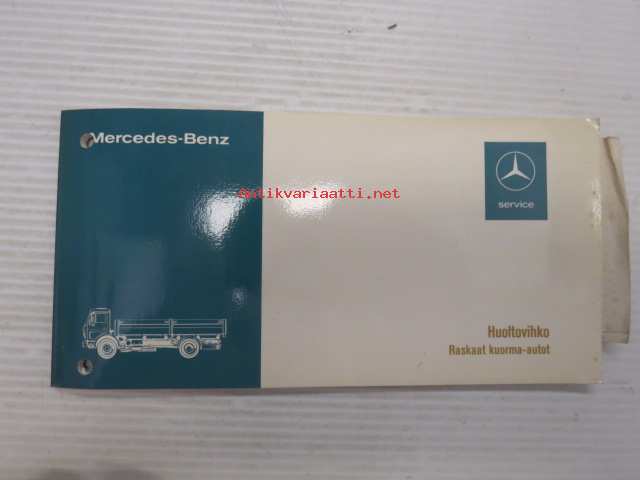 Mercedes-Benz
antikvariaatti.net
service
Huoltovihko
Raskaat kuorma-autot